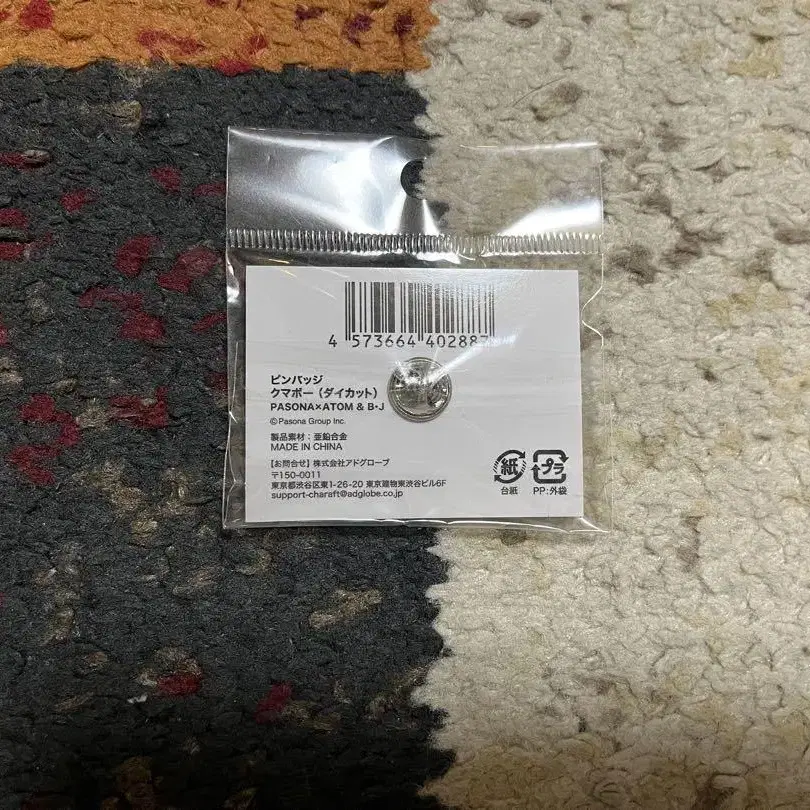 4 573664 402887
ピンバッジ
クマポー（ダイカット）
PASONA×ATOM & B・J
©Pasona Group Inc.
製品素材：亜鉛合金
MADE IN CHINA
【お問合せ】株式会社アドグローブ
〒150-0011
東京都渋谷区東1-26-20 東京建物東渋谷ビル6F
support-charaft@adglobe.co.jp
紙 プラ
台紙 PP:外袋